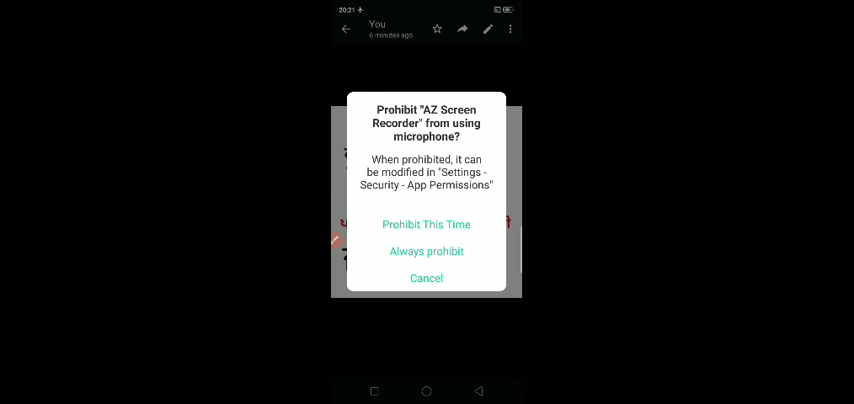 20:21
You
6 minutes ago
Prohibit "AZ Screen
Recorder" from using
microphone?
When prohibited, it can
be modified in "Settings -
Security - App Permissions"
Prohibit This Time
Always prohibit
Cancel